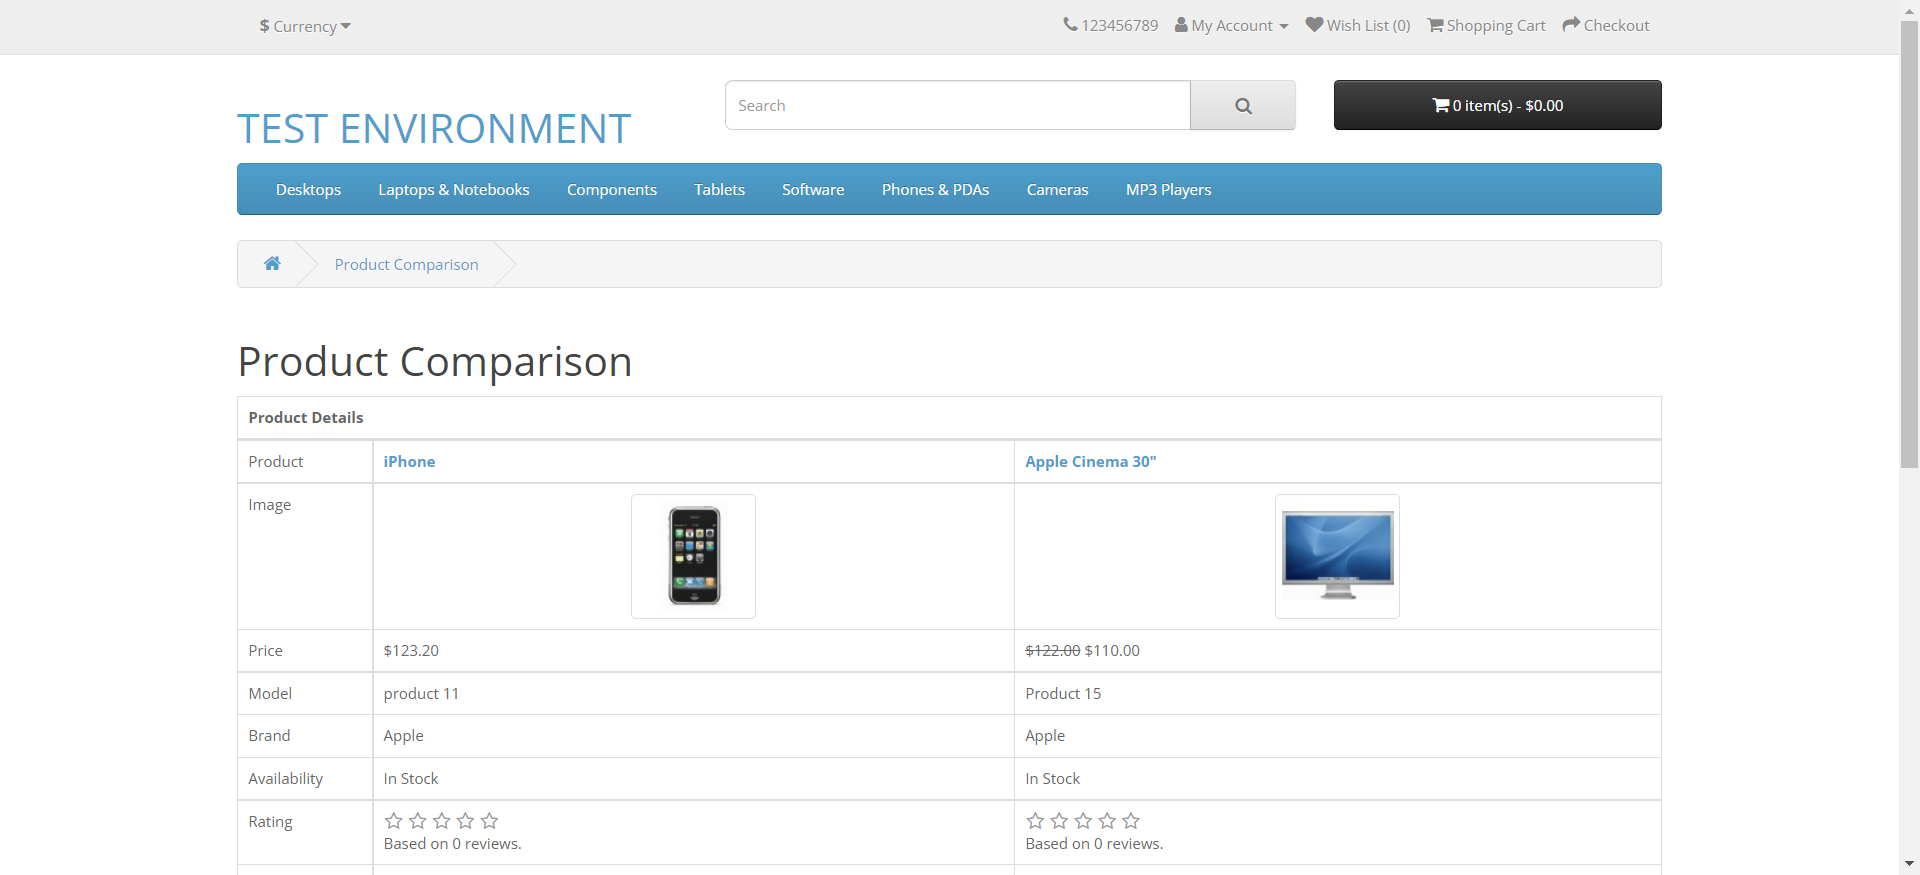 $ Currency
123456789 My Account Wish List (0) Shopping Cart Checkout
TEST ENVIRONMENT
Search
0 item(s) - $0.00
Desktops Laptops & Notebooks Components Tablets Software Phones & PDAs Cameras MP3 Players
Product Comparison
Product Comparison
Product Details
Product iPhone Apple Cinema 30"
Image
Price $123.20 $122.00 $110.00
Model product 11 Product 15
Brand Apple Apple
Availability In Stock In Stock
Rating
Based on 0 reviews. Based on 0 reviews.